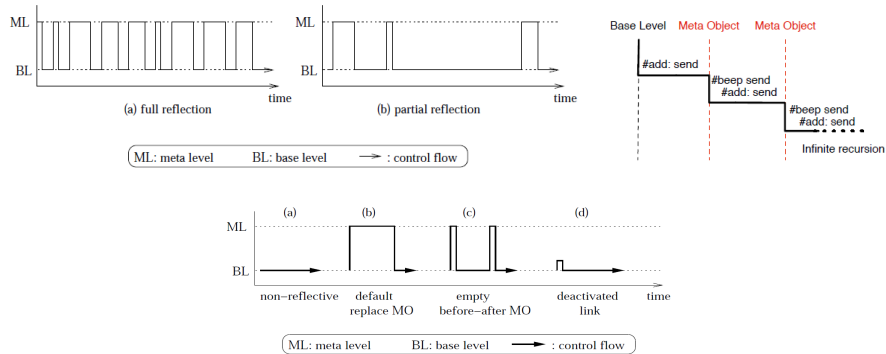 ML
BL
time
(a) full reflection
ML
BL
time
(b) partial reflection
ML: meta level BL: base level : control flow
Base Level Meta Object Meta Object
#add: send
#beep send
#add: send
#beep send
#add: send
Infinite recursion
(a) (b) (c) (d)
ML
BL
non−reflective default empty deactivated time
replace MO before−after MO link
ML: meta level BL: base level : control flow